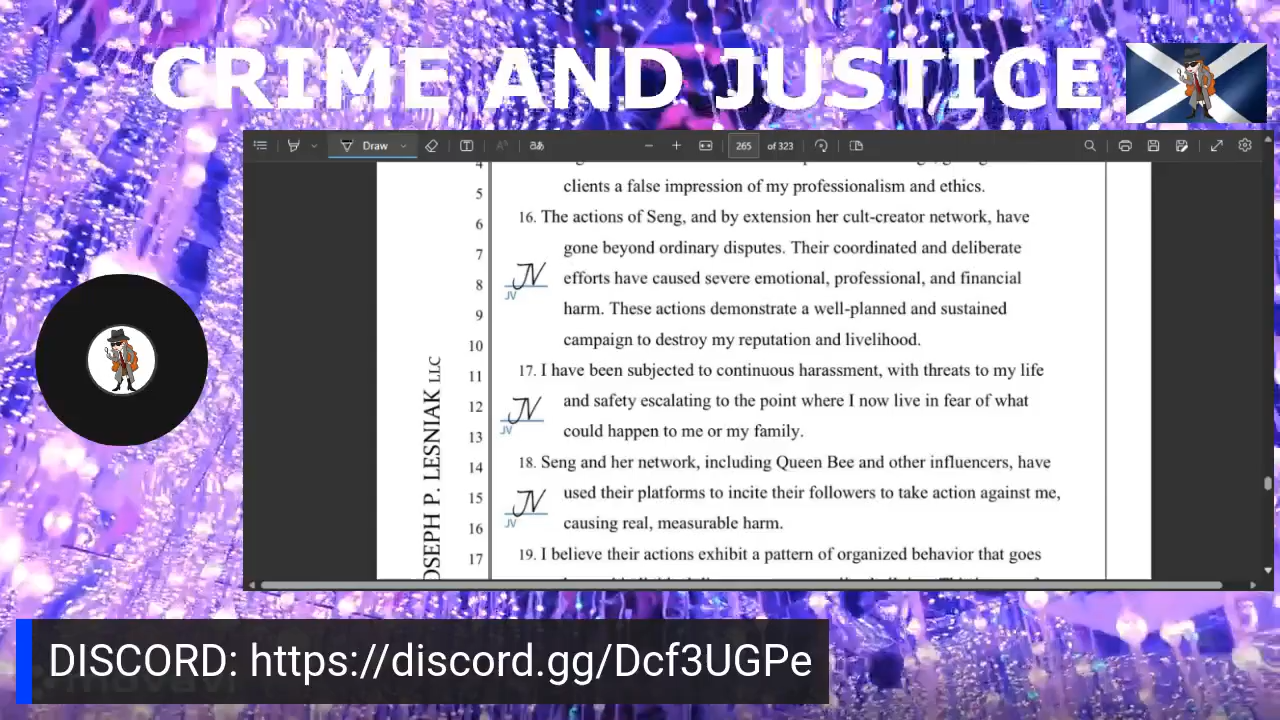 CRIME AND JUSTICE
Draw
265 of 323
4
5 clients a false impression of my professionalism and ethics.
6 16. The actions of Seng, and by extension her cult-creator network, have
7 gone beyond ordinary disputes. Their coordinated and deliberate
8 JV efforts have caused severe emotional, professional, and financial
JV
9 harm. These actions demonstrate a well-planned and sustained
10 campaign to destroy my reputation and livelihood.
11 17. I have been subjected to continuous harassment, with threats to my life
12 JV and safety escalating to the point where I now live in fear of what
JV
13 could happen to me or my family.
14 18. Seng and her network, including Queen Bee and other influencers, have
15 JV used their platforms to incite their followers to take action against me,
JV
16 causing real, measurable harm.
17 19. I believe their actions exhibit a pattern of organized behavior that goes
OSEPH P. LESNIAK LLC
DISCORD: https://discord.gg/Dcf3UGPe